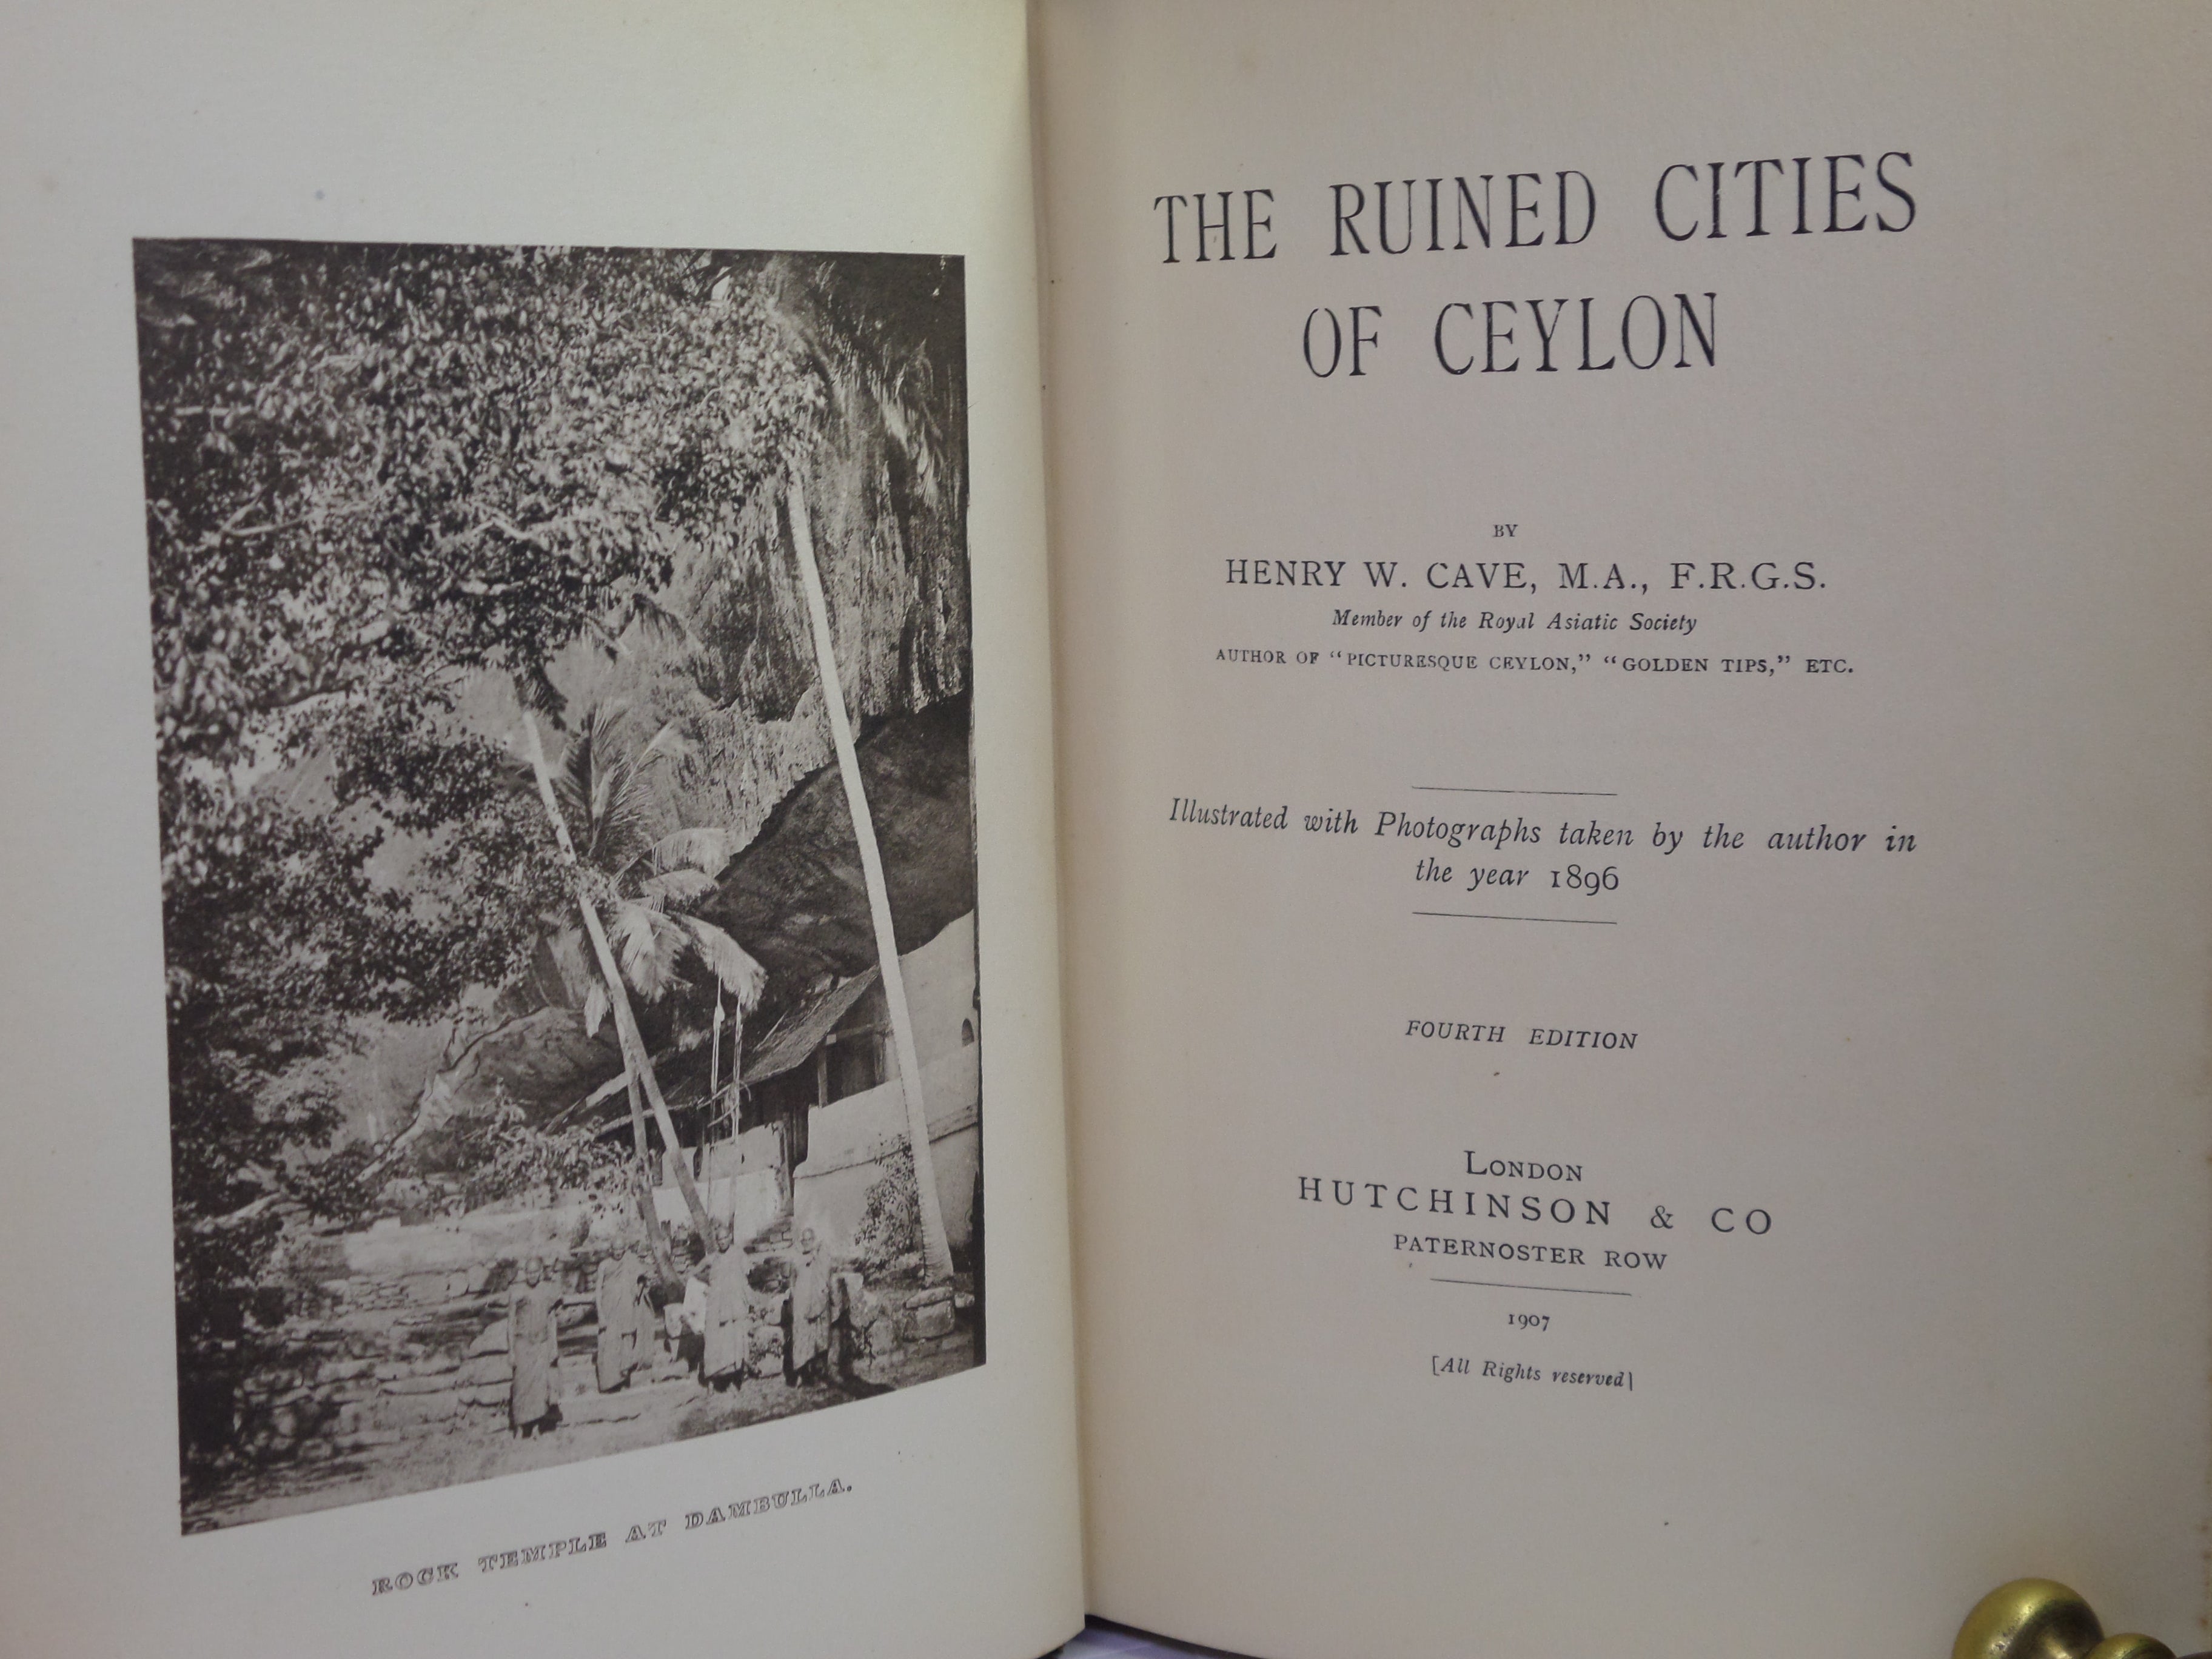 ROCK TEMPLE AT DAMBULLA.
THE RUINED CITIES
OF CEYLON
BY
HENRY W. CAVE, M.A., F.R.G.S.
Member of the Royal Asiatic Society
AUTHOR OF “PICTURESQUE CEYLON,” “GOLDEN TIPS,” ETC.
Illustrated with Photographs taken by the author in
the year 1896
FOURTH EDITION
LONDON
HUTCHINSON & CO
PATERNOSTER ROW
1907
[All Rights reserved]